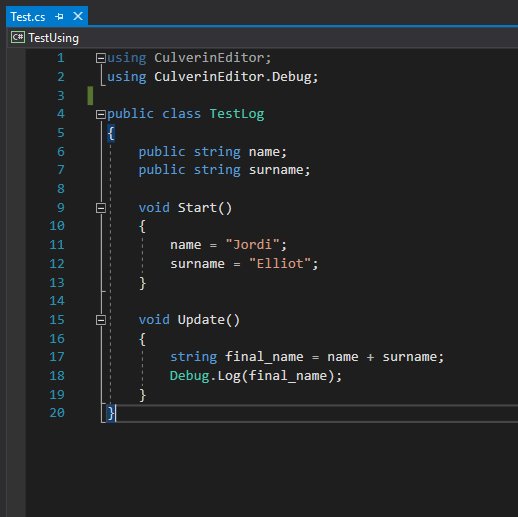 Test.cs
C# TestUsing
1 using CulverinEditor;
2 using CulverinEditor.Debug;
3
4 public class TestLog
5 {
6 public string name;
7 public string surname;
8
9 void Start()
10 {
11 name = "Jordi";
12 surname = "Elliot";
13 }
14
15 void Update()
16 {
17 string final_name = name + surname;
18 Debug.Log(final_name);
19 }
20 }